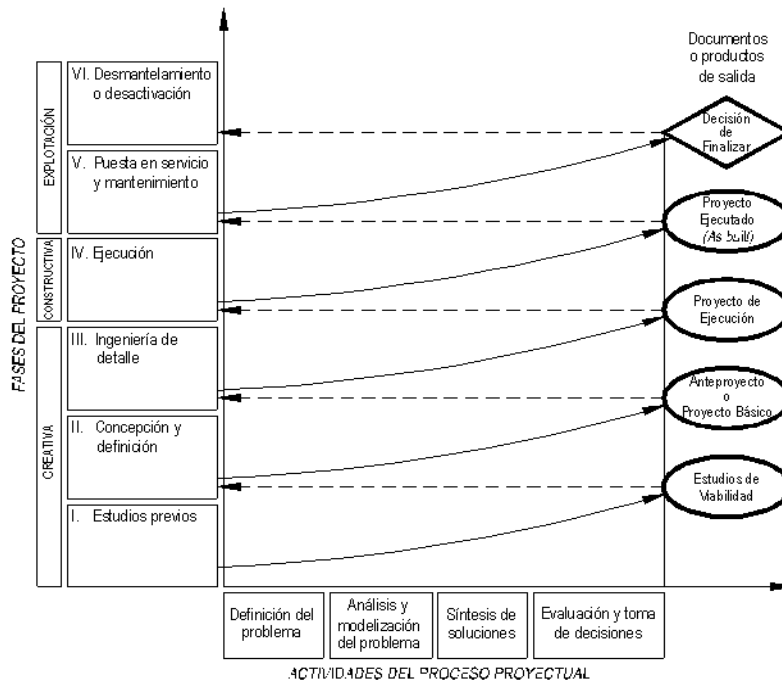 Documentos
o productos
de salida
VI. Desmantelamiento
o desactivación
Decisión
de
Finalizar
EXPLOTACIÓN
V. Puesta en servicio
y mantenimiento
Proyecto
Ejecutado
(As built)
FASES DEL PROYECTO
CONSTRUCTIVA
IV. Ejecución
Proyecto de
Ejecución
III. Ingeniería de
detalle
Anteproyecto
o
Proyecto Básico
CREATIVA
II. Concepción y
definición
Estudios de
Viabilidad
I. Estudios previos
Definición del
problema
Análisis y
modelización
del problema
Síntesis de
soluciones
Evaluación y toma
de decisiones
ACTIVIDADES DEL PROCESO PROYECTUAL